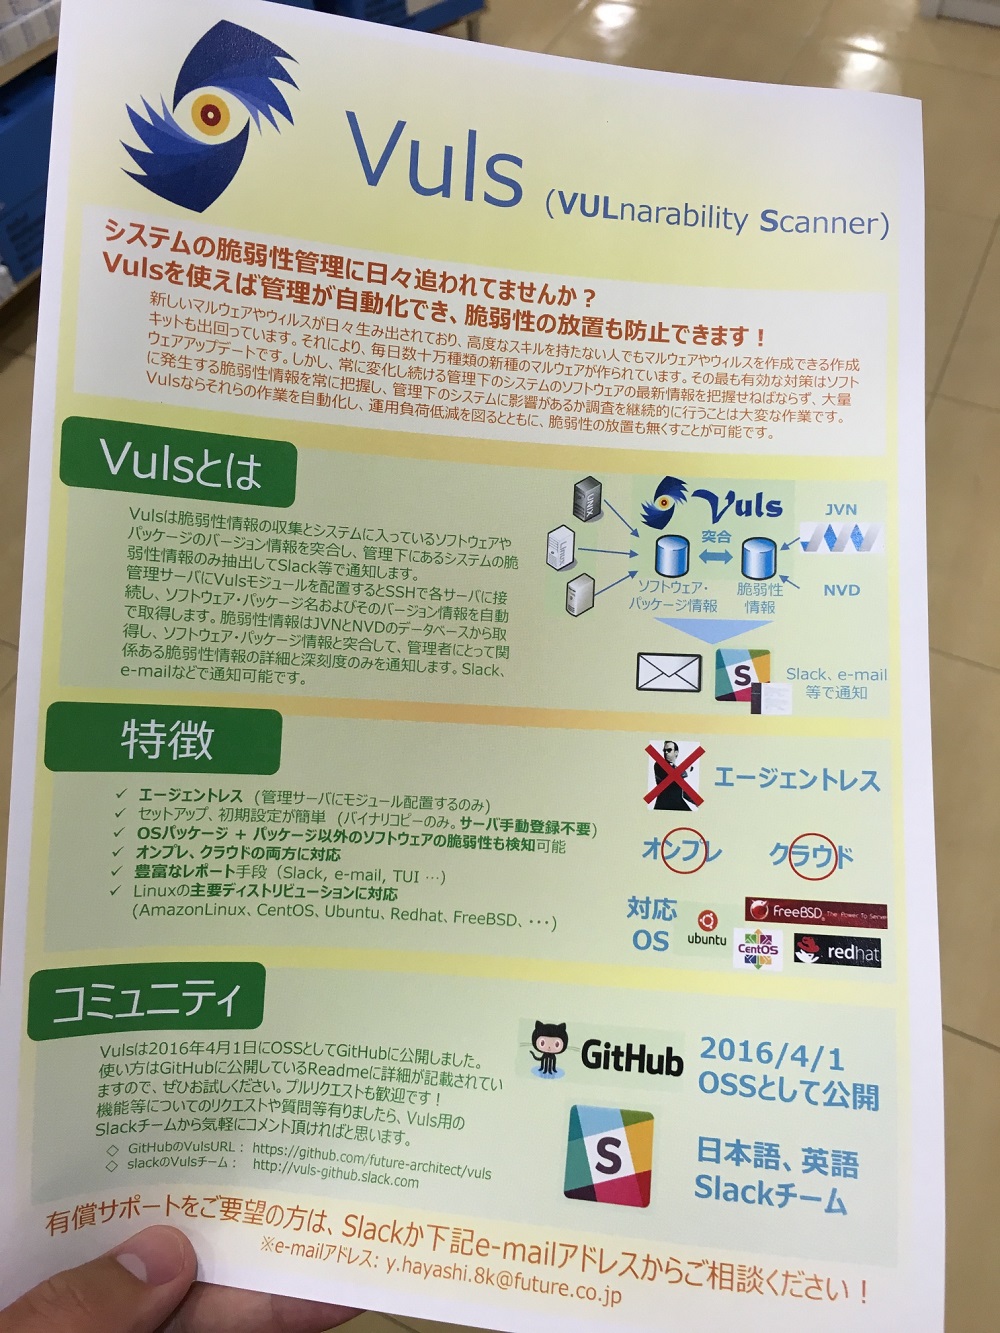 Vuls (VULnarability Scanner)
システムの脆弱性管理に日々追われてませんか？
Vulsを使えば管理が自動化でき、脆弱性の放置も防止できます！
新しいマルウェアやウィルスが日々生み出されており、高度なスキルを持たない人でもマルウェアやウィルスを作成できる作成
キットも出回っています。それにより、毎日数十万種類の新種のマルウェアが作られています。その最も有効な対策はソフト
ウェアアップデートです。しかし、常に変化し続ける管理下のシステムのソフトウェアの最新情報を把握せねばならず、大量
に発生する脆弱性情報を常に把握し、管理下のシステムに影響があるか調査を継続的に行うことは大変な作業です。
Vulsならそれらの作業を自動化し、運用負荷低減を図るとともに、脆弱性の放置も無くすことが可能です。
Vulsとは
Vulsは脆弱性情報の収集とシステムに入っているソフトウェアや
パッケージのバージョン情報を突合し、管理下にあるシステムの脆
弱性情報のみ抽出してSlack等で通知します。
管理サーバにVulsモジュールを配置するとSSHで各サーバに接
続し、ソフトウェア・パッケージ名およびそのバージョン情報を自動
で取得します。脆弱性情報はJVNとNVDのデータベースから取
得し、ソフトウェア・パッケージ情報と突合して、管理者にとって関
係ある脆弱性情報の詳細と深刻度のみを通知します。Slack、
e-mailなどで通知可能です。
UNIX
Linux
Vuls
突合
JVN
NVD
ソフトウェア・
パッケージ情報
脆弱性
情報
S
Slack、e-mail
等で通知
特徴
✓ エージェントレス（管理サーバにモジュール配置するのみ）
✓ セットアップ、初期設定が簡単（バイナリコピーのみ。サーバ手動登録不要）
✓ OSパッケージ + パッケージ以外のソフトウェアの脆弱性も検知可能
✓ オンプレ、クラウドの両方に対応
✓ 豊富なレポート手段（Slack, e-mail, TUI …）
✓ Linuxの主要ディストリビューションに対応
（AmazonLinux、CentOS、Ubuntu、Redhat、FreeBSD、・・・）
エージェントレス
オンプレ
クラウド
対応
OS
ubuntu
FreeBSD The Power To Serve
CentOS
redhat
コミュニティ
Vulsは2016年4月1日にOSSとしてGitHubに公開しました。
使い方はGitHubに公開しているReadmeに詳細が記載されてい
ますので、ぜひお試しください。プルリクエストも歓迎です！
機能等についてのリクエストや質問等有りましたら、Vuls用の
Slackチームから気軽にコメント頂ければと思います。
◇ GitHubのVulsURL： https://github.com/future-architect/vuls
◇ slackのVulsチーム： http://vuls-github.slack.com
GitHub
2016/4/1
OSSとして公開
S
日本語、英語
Slackチーム
有償サポートをご要望の方は、Slackか下記e-mailアドレスからご相談ください！
※e-mailアドレス: y.hayashi.8k@future.co.jp